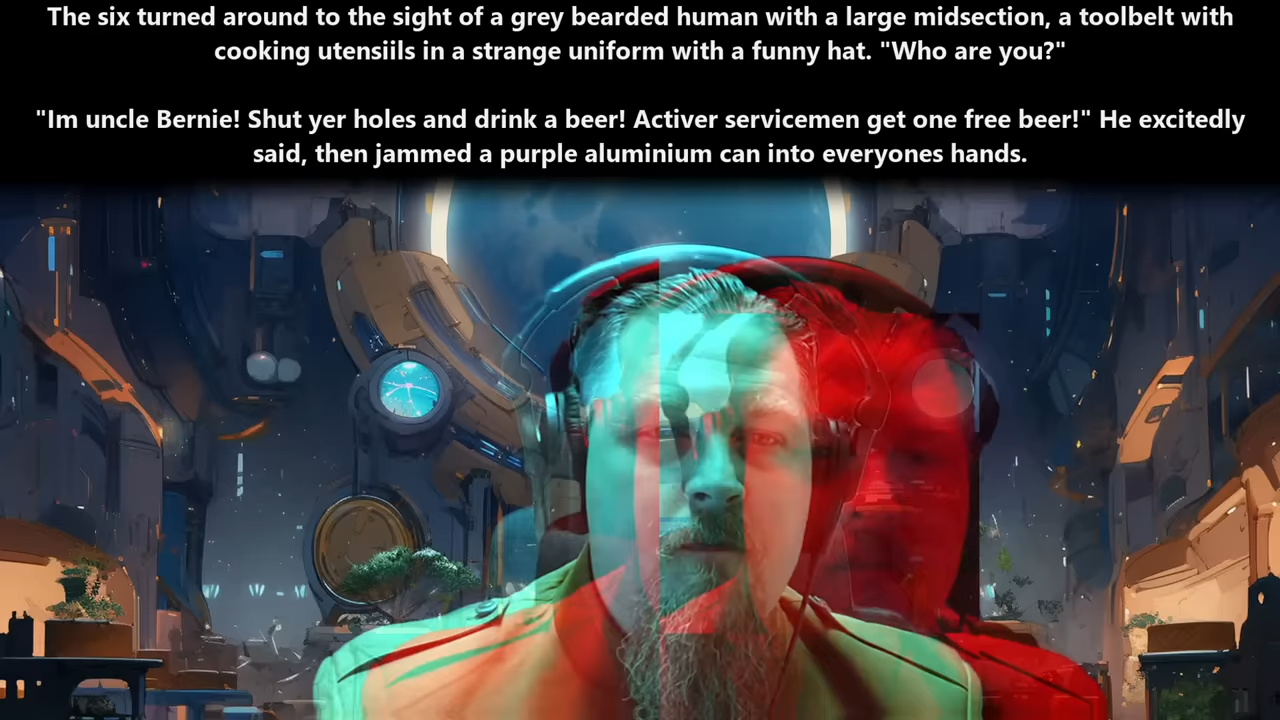 The six turned around to the sight of a grey bearded human with a large midsection, a toolbelt with
cooking utensiils in a strange uniform with a funny hat. "Who are you?"
"Im uncle Bernie! Shut yer holes and drink a beer! Activer servicemen get one free beer!" He excitedly
said, then jammed a purple aluminium can into everyones hands.